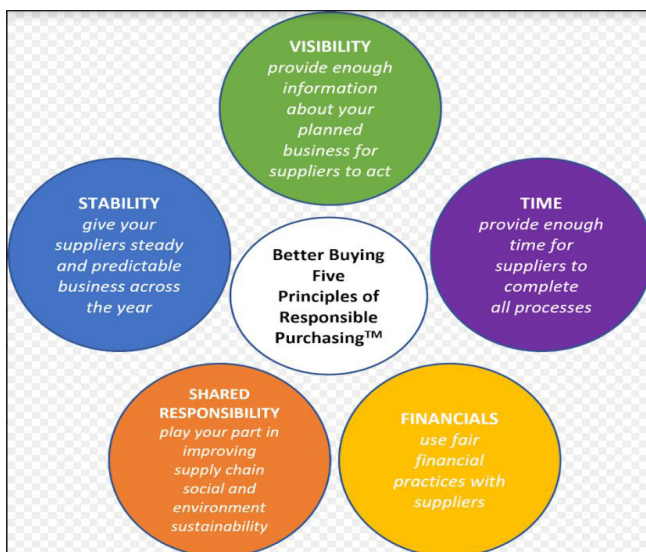 VISIBILITY
provide enough
information
about your
planned
business for
suppliers to act
STABILITY
give your
suppliers steady
and predictable
business across
the year
Better Buying
Five
Principles of
Responsible
Purchasing™
TIME
provide enough
time for
suppliers to
complete
all processes
SHARED
RESPONSIBILITY
play your part in
improving
supply chain
social and
environment
sustainability
FINANCIALS
use fair
financial
practices with
suppliers